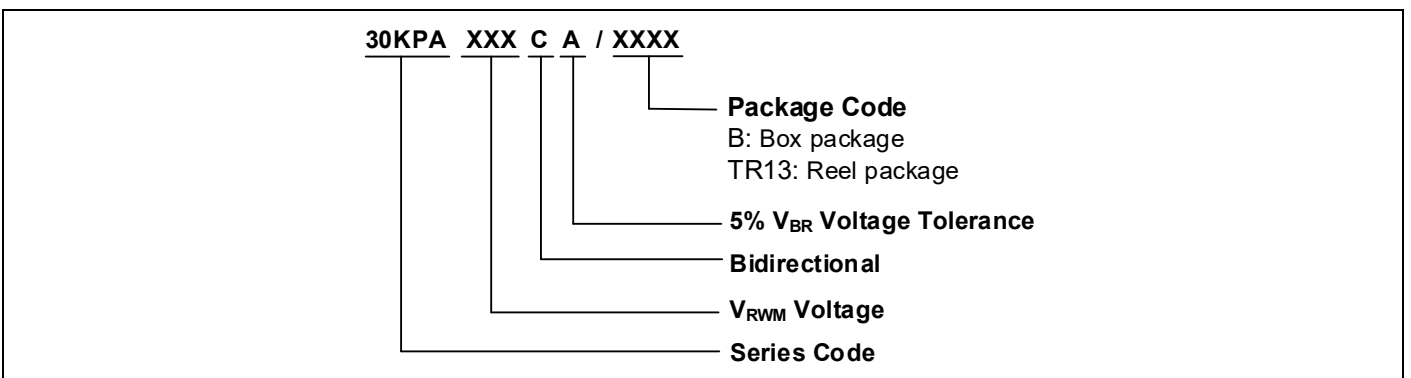 30KPA XXX C A / XXXX
Package Code
B: Box package
TR13: Reel package
5% VBR Voltage Tolerance
Bidirectional
VRWM Voltage
Series Code